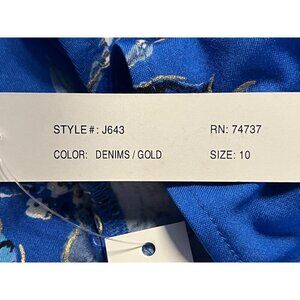 STYLE#: J643 RN: 74737
COLOR: DENIMS / GOLD SIZE: 10